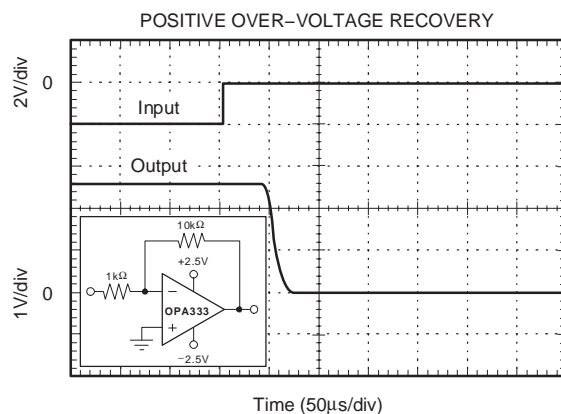 POSITIVE OVER−VOLTAGE RECOVERY
2V/div
0
Input
Output
10kΩ
+2.5V
1kΩ
OPA333
−2.5V
1V/div
0
Time (50μs/div)